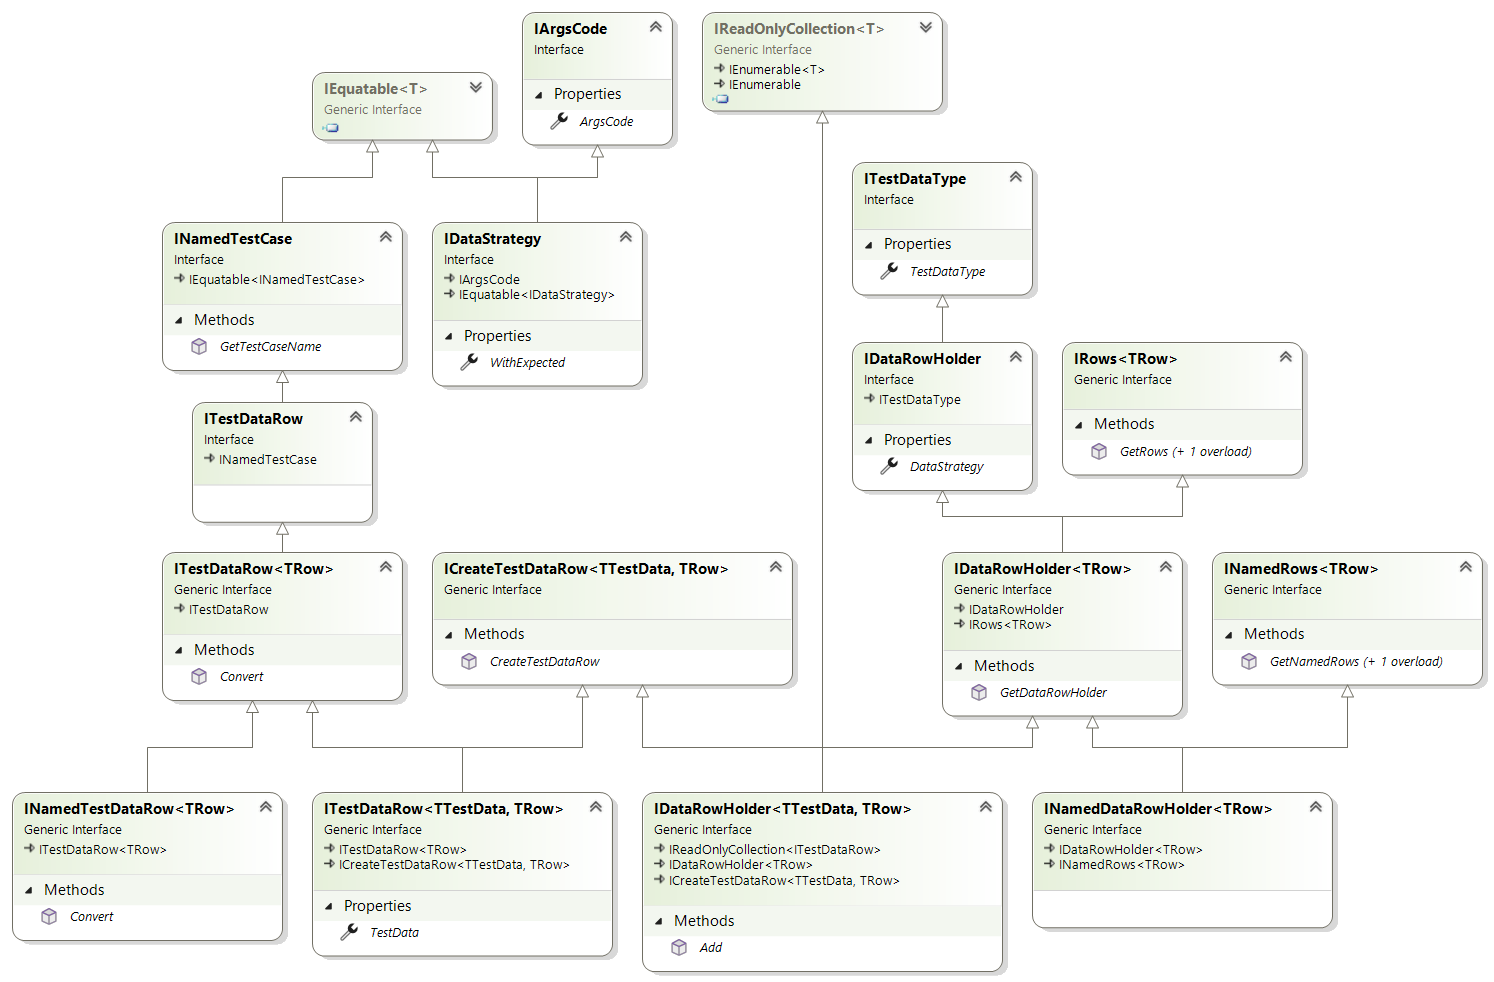 IArgsCode
Interface
Properties
ArgsCode
IReadOnlyCollection<T>
Generic Interface
IEnumerable<T>
IEnumerable
IEquatable<T>
Generic Interface
ITestDataType
Interface
Properties
TestDataType
INamedTestCase
Interface
IEquatable<INamedTestCase>
Methods
GetTestCaseName
IDataStrategy
Interface
IArgsCode
IEquatable<IDataStrategy>
Properties
WithExpected
IDataRowHolder
Interface
ITestDataType
Properties
DataStrategy
IRows<TRow>
Generic Interface
Methods
GetRows (+ 1 overload)
ITestDataRow
Interface
INamedTestCase
ITestDataRow<TRow>
Generic Interface
ITestDataRow
Methods
Convert
ICreateTestDataRow<TTestData, TRow>
Generic Interface
Methods
CreateTestDataRow
IDataRowHolder<TRow>
Generic Interface
IDataRowHolder
IRows<TRow>
Methods
GetDataRowHolder
INamedRows<TRow>
Generic Interface
Methods
GetNamedRows (+ 1 overload)
INamedTestDataRow<TRow>
Generic Interface
ITestDataRow<TRow>
Methods
Convert
ITestDataRow<TTestData, TRow>
Generic Interface
ITestDataRow<TRow>
ICreateTestDataRow<TTestData, TRow>
Properties
TestData
IDataRowHolder<TTestData, TRow>
Generic Interface
IReadOnlyCollection<ITestDataRow>
IDataRowHolder<TRow>
ICreateTestDataRow<TTestData, TRow>
Methods
Add
INamedDataRowHolder<TRow>
Generic Interface
IDataRowHolder<TRow>
INamedRows<TRow>